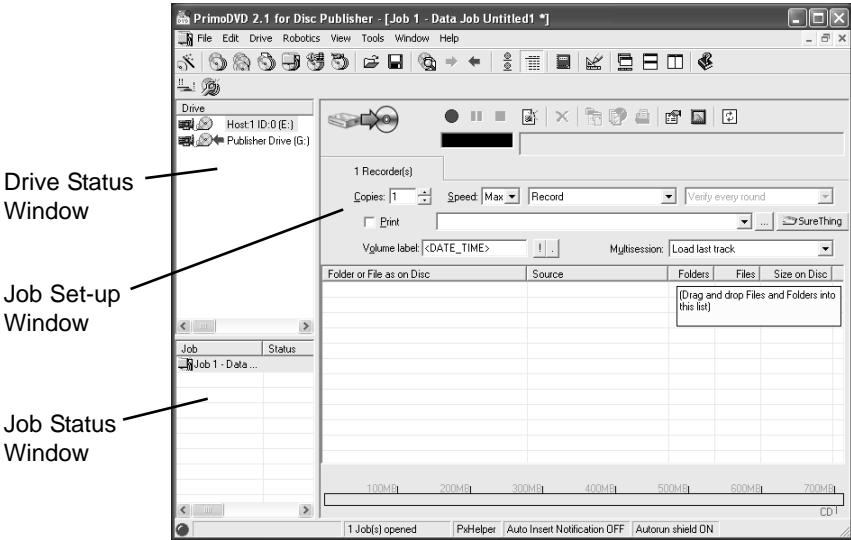 PrimoDVD 2.1 for Disc Publisher - [Job 1 - Data Job Untitled1 *]
File Edit Drive Robotics View Tools Window Help
Drive
Host:1 ID:0 (E:)
Publisher Drive (G:)
Drive Status
Window
1 Recorder(s)
Copies: 1 Speed: Max Record Verify every round
Print ... SureThing
Volume label: <DATE_TIME> ! . Multisession: Load last track
Folder or File as on Disc Source Folders Files Size on Disc
(Drag and drop Files and Folders into
this list)
Job Set-up
Window
Job Status
Job 1 - Data ...
Job Status
Window
100MB 200MB 300MB 400MB 500MB 600MB 700MB
CD
1 Job(s) opened PxHelper Auto Insert Notification OFF Autorun shield ON